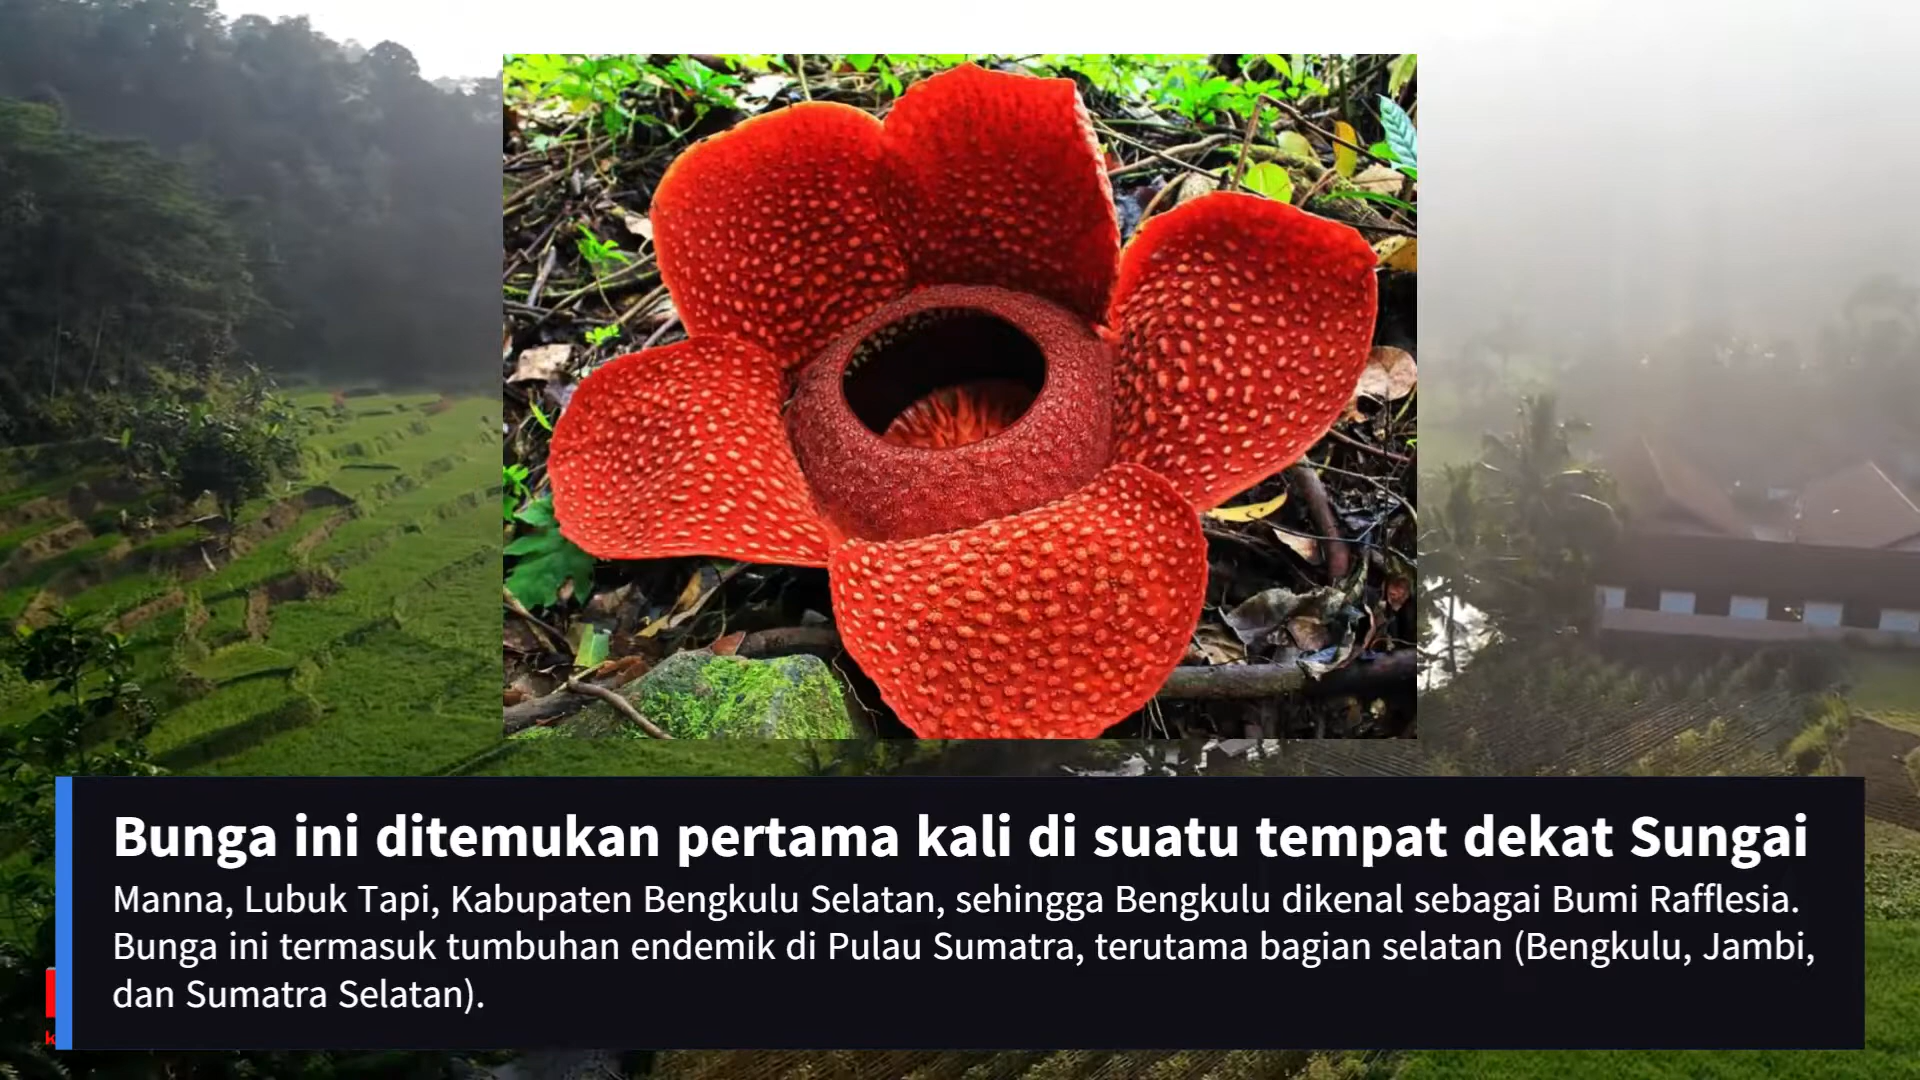 Bunga ini ditemukan pertama kali di suatu tempat dekat Sungai
Manna, Lubuk Tapi, Kabupaten Bengkulu Selatan, sehingga Bengkulu dikenal sebagai Bumi Rafflesia.
Bunga ini termasuk tumbuhan endemik di Pulau Sumatra, terutama bagian selatan (Bengkulu, Jambi,
dan Sumatra Selatan).